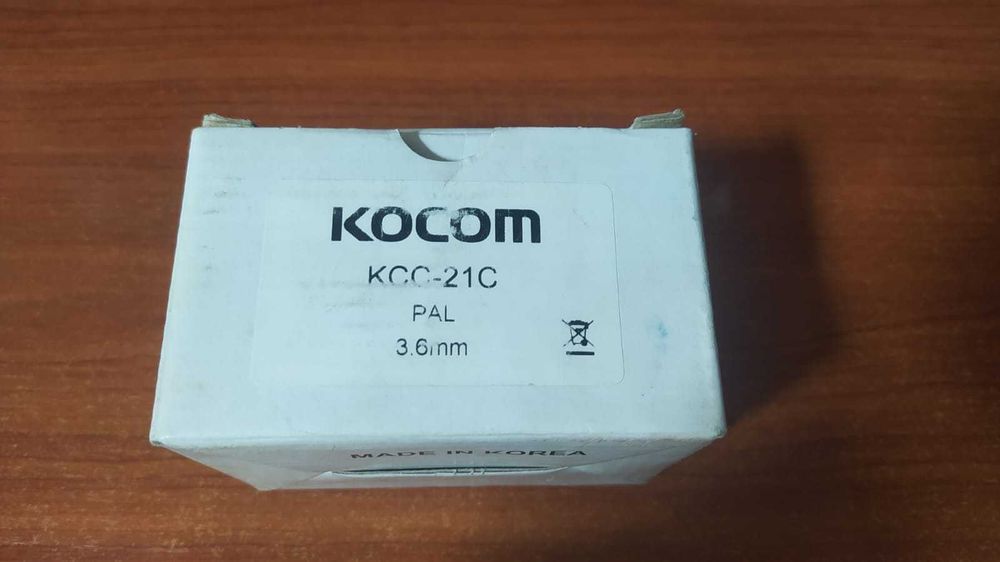 KOCOM
KCC-21C
PAL
3.6mm
MADE IN KOREA